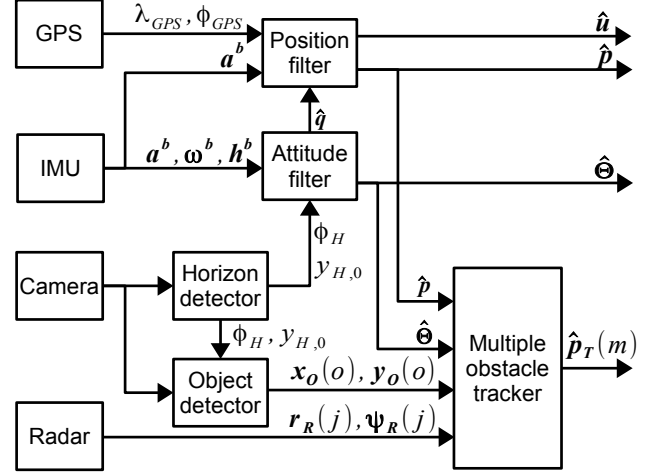 GPS
λ_GPS, ϕ_GPS
a^b
Position
filter
û
p̂
q̂
IMU
a^b, ω^b, h^b
Attitude
filter
Θ̂
ϕ_H
y_H,0
Camera
Horizon
detector
p̂
ϕ_H, y_H,0
Θ̂
Multiple
obstacle
tracker
p̂_T(m)
Object
detector
x_O(o), y_O(o)
Radar
r_R(j), ψ_R(j)